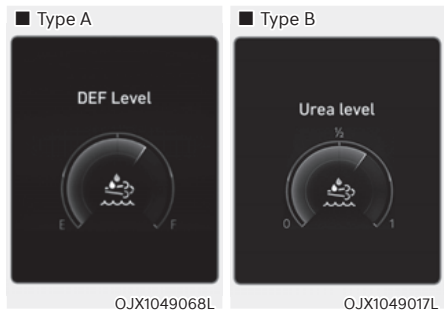 ■ Type A
DEF Level
E F
OJX1049068L
■ Type B
Urea level
½
0 1
OJX1049017L